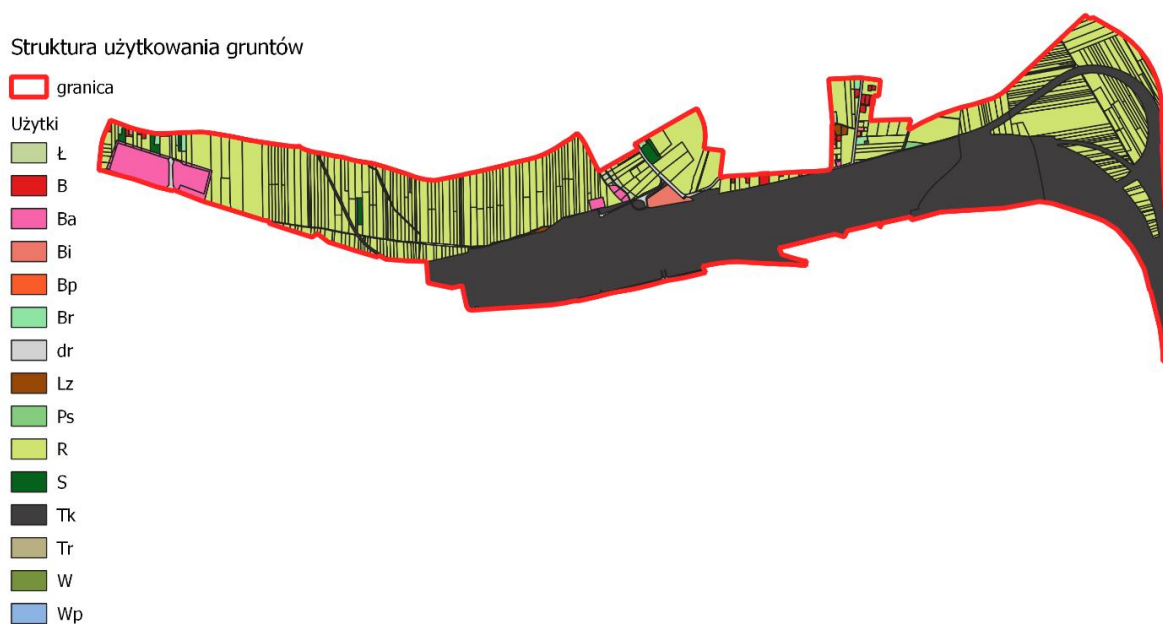 Struktura użytkowania gruntów
granica
Użytki
Ł
B
Ba
Bi
Bp
Br
dr
Lz
Ps
R
S
Tk
Tr
W
Wp